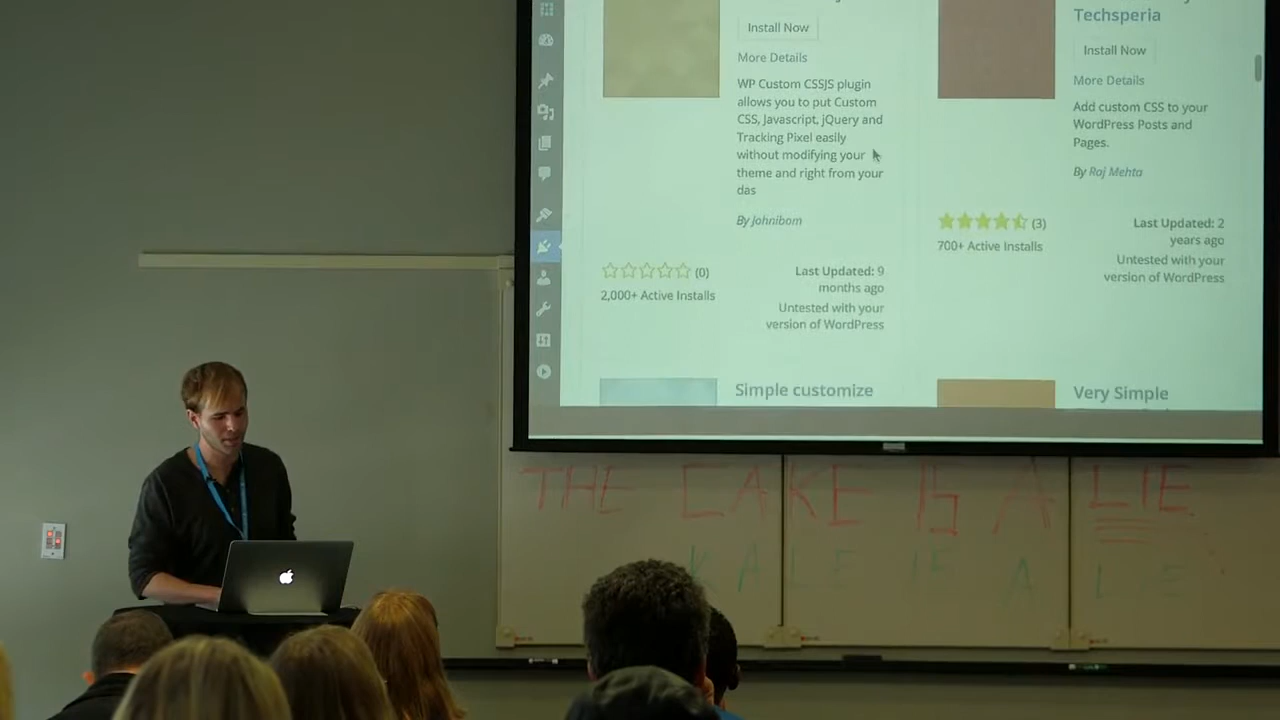 Install Now
More Details
WP Custom CSSJS plugin
allows you to put Custom
CSS, Javascript, jQuery and
Tracking Pixel easily
without modifying your
theme and right from your
das
By Johnibom
(0)
2,000+ Active Installs
Last Updated: 9
months ago
Untested with your
version of WordPress
Simple customize
Techsperia
Install Now
More Details
Add custom CSS to your
WordPress Posts and
Pages.
By Raj Mehta
(3)
700+ Active Installs
Last Updated: 2
years ago
Untested with your
version of WordPress
Very Simple
THE CAKE IS A LIE
KALE IS A LIE